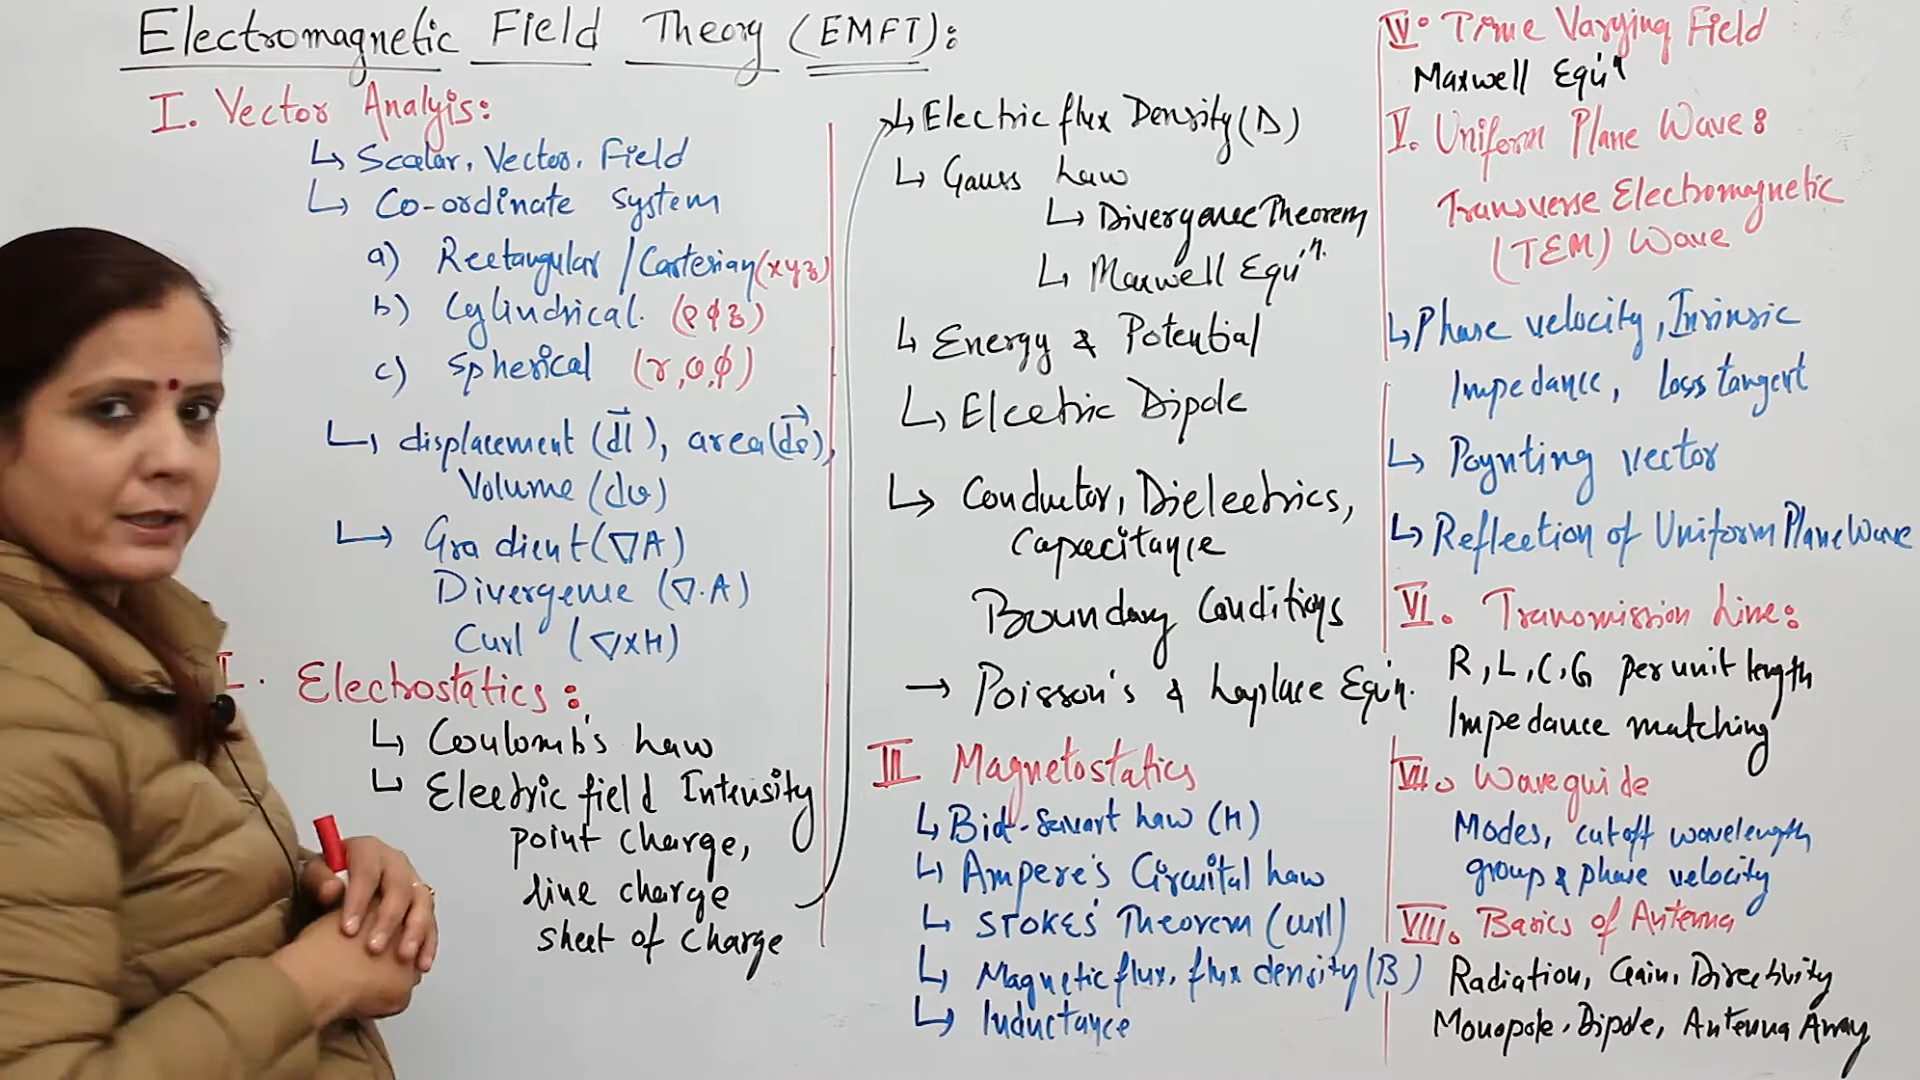 Electromagnetic Field Theory (EMFT):
I. Vector Analyis:
↳ Scalar, Vector, Field
↳ Co-ordinate system
a) Rectangular / Cartesian (xyz)
b) Cylindrical. (ρϕz)
c) Spherical (r,θ,ϕ)
↳ displacement (dl), area (ds),
Volume (dv)
↳ Gradient (∇A)
Divergence (∇.A)
Curl (∇×H)
I. Electrostatics:
↳ Coulomb's Law
↳ Electric field Intensity
point charge,
line charge
sheet of charge
↳ Electric flux Density (D)
↳ Gauss Law
↳ Divergence Theorem
↳ Maxwell Equⁿ.
↳ Energy & Potential
↳ Electric Dipole
↳ Conductor, Dielectrics,
Capacitance
Boundary Conditions
→ Poisson's & Laplace Equn.
III Magnetostatics
↳ Biot-Savart Law (H)
↳ Ampere's Circuital Law
↳ STOKES' Theorem (curl)
↳ Magnetic flux, flux density (B)
↳ Inductance
IV. Time Varying Field
Maxwell Equⁿ
V. Uniform Plane Wave:
Transverse Electromagnetic
(TEM) Wave
↳ Phase velocity, Inrinsic
Impedance, loss tangent
↳ Poynting vector
↳ Reflection of Uniform Plane Wave
VI. Transmission Line:
R, L, C, G per unit length
Impedance matching
VII. Waveguide
Modes, cutoff wavelength
group & phase velocity
VIII. Basics of Antenna
Radiation, Gain, Directivity
Monopole, Dipole, Antenna Array